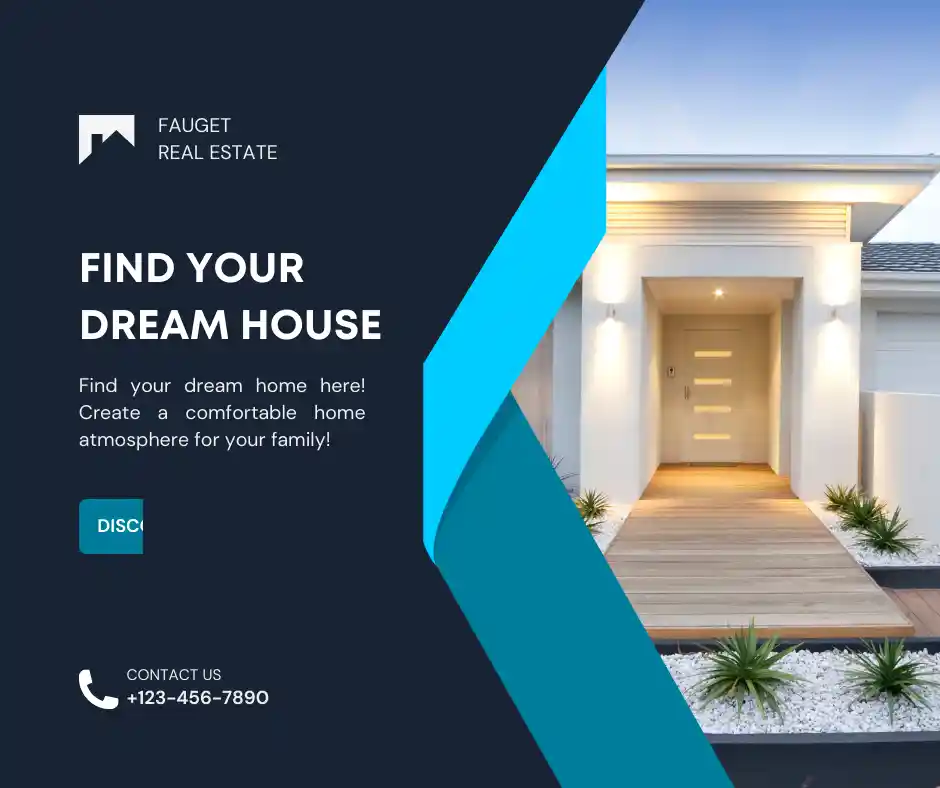 FAUGET
REAL ESTATE
FIND YOUR
DREAM HOUSE
Find your dream home here!
Create a comfortable home
atmosphere for your family!
DISC
CONTACT US
+123-456-7890